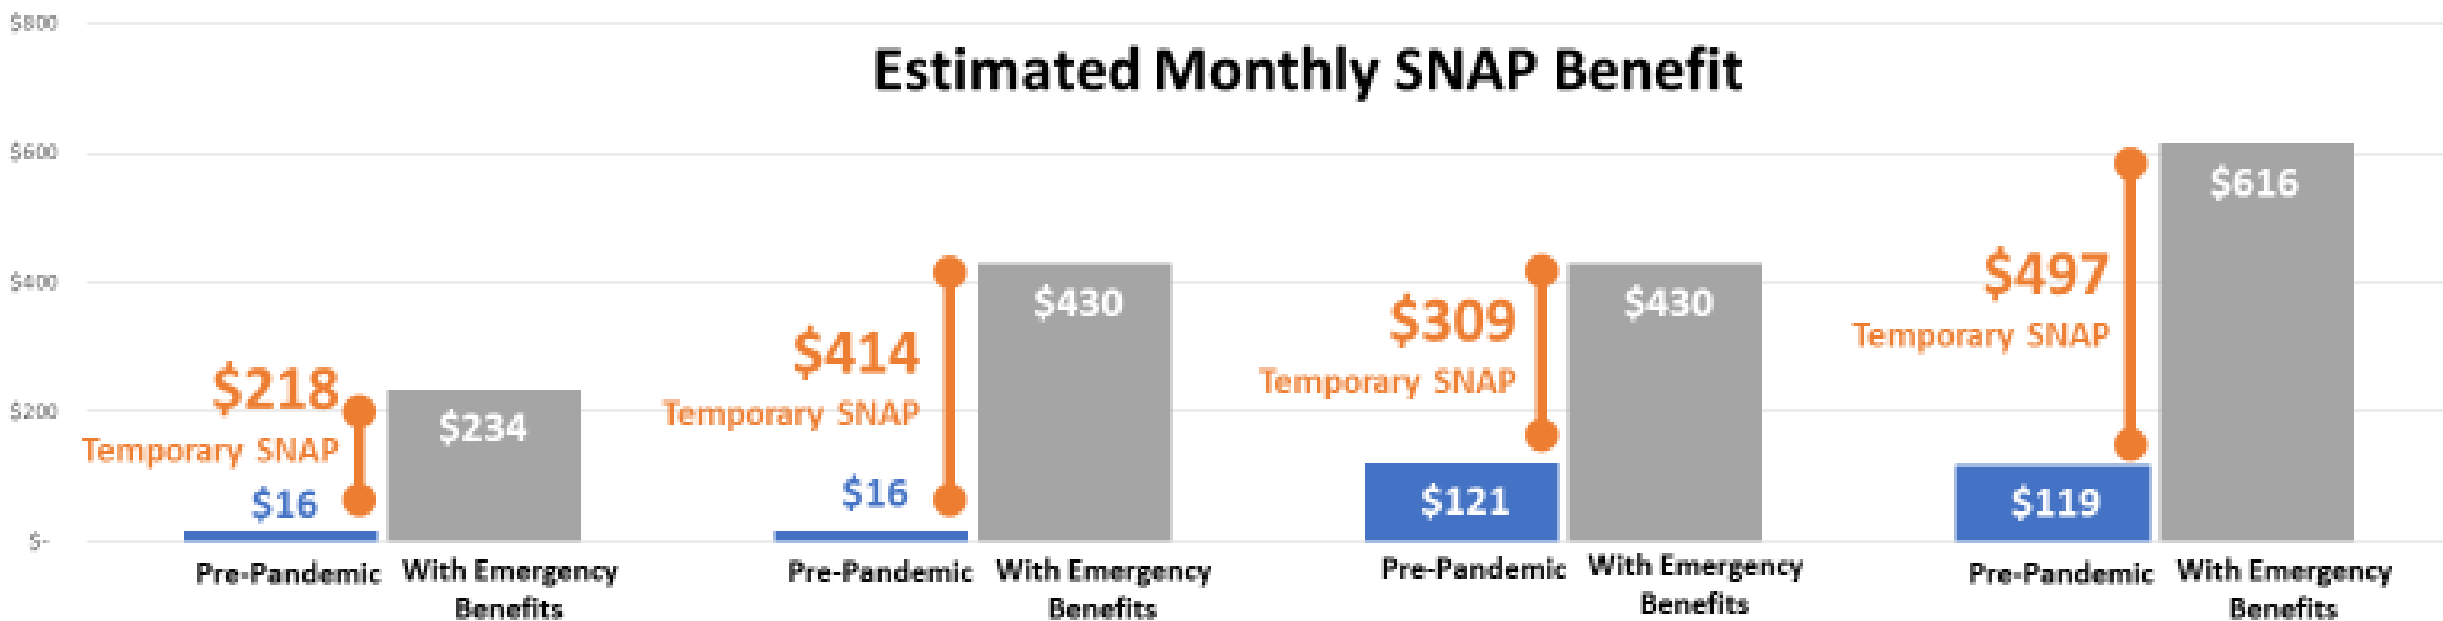 Estimated Monthly SNAP Benefit
$800
$600
$400
$200
$-
$218
Temporary SNAP
$16
$234
Pre-Pandemic
With Emergency
Benefits
$414
Temporary SNAP
$16
$430
Pre-Pandemic
With Emergency
Benefits
$309
Temporary SNAP
$121
$430
Pre-Pandemic
With Emergency
Benefits
$497
Temporary SNAP
$119
$616
Pre-Pandemic
With Emergency
Benefits